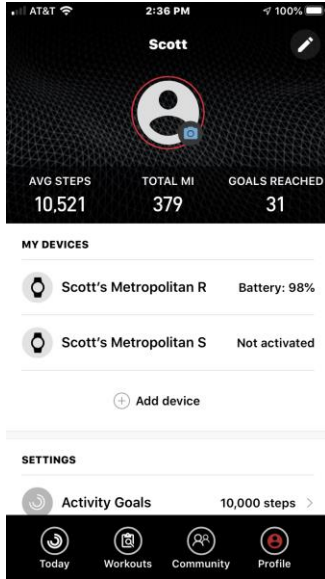 AT&T 2:36 PM 100%
Scott
AVG STEPS TOTAL MI GOALS REACHED
10,521 379 31
MY DEVICES
Scott's Metropolitan R Battery: 98%
Scott's Metropolitan S Not activated
Add device
SETTINGS
Activity Goals 10,000 steps
Today Workouts Community Profile